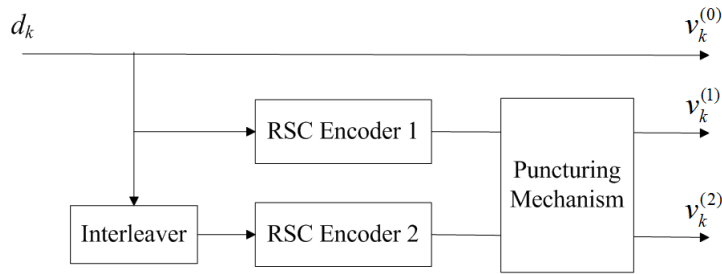 d_k
v_k^(0)
v_k^(1)
RSC Encoder 1
Puncturing
Mechanism
v_k^(2)
Interleaver
RSC Encoder 2